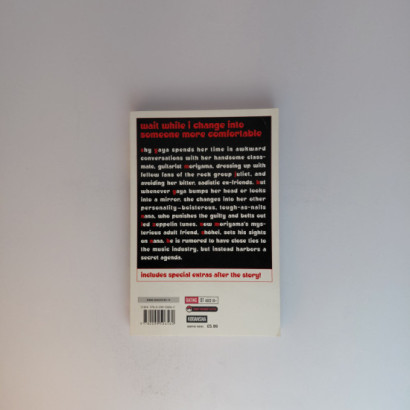 wait while I change into
someone more comfortable
shy yaya spends her time in awkward
conversations with her handsome class-
mate, guitarist moriyama, dressing up with
fellow fans of the rock group juliet, and
avoiding her bitter, sadistic ex-friends. but
whenever yaya bumps her head or looks
into a mirror, she changes into her other
personality—boisterous, tough-as-nails
nana, who punishes the guilty and belts out
led zeppelin tunes. now moriyama's mys-
terious adult friend, shohei, sets his sights
on nana. he is rumored to have close ties
to the music industry, but instead harbors a
secret agenda.
includes special extras after the story!
KODANSHA